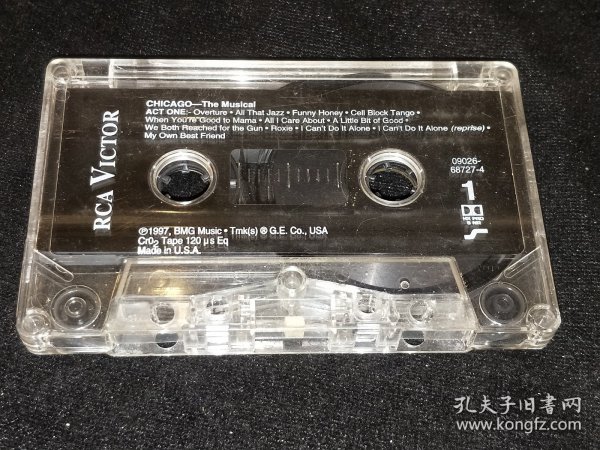 CHICAGO—The Musical
ACT ONE:- Overture • All That Jazz • Funny Honey • Cell Block Tango •
When You're Good to Mama • All I Care About • A Little Bit of Good •
We Both Reached for the Gun • Roxie • I Can't Do It Alone • I Can't Do It Alone (reprise) •
My Own Best Friend
RCA VICTOR
09026-
68727-4
1
HX PRO
B NR
℗1997, BMG Music • Tmk(s) ® G.E. Co., USA
CrO₂ Tape 120 µs Eq
Made in U.S.A.
孔夫子旧书网
www.kongfz.com